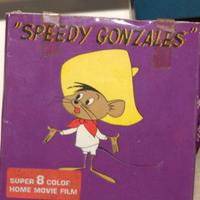 "SPEEDY GONZALES"
SUPER 8 COLOR
HOME MOVIE FILM